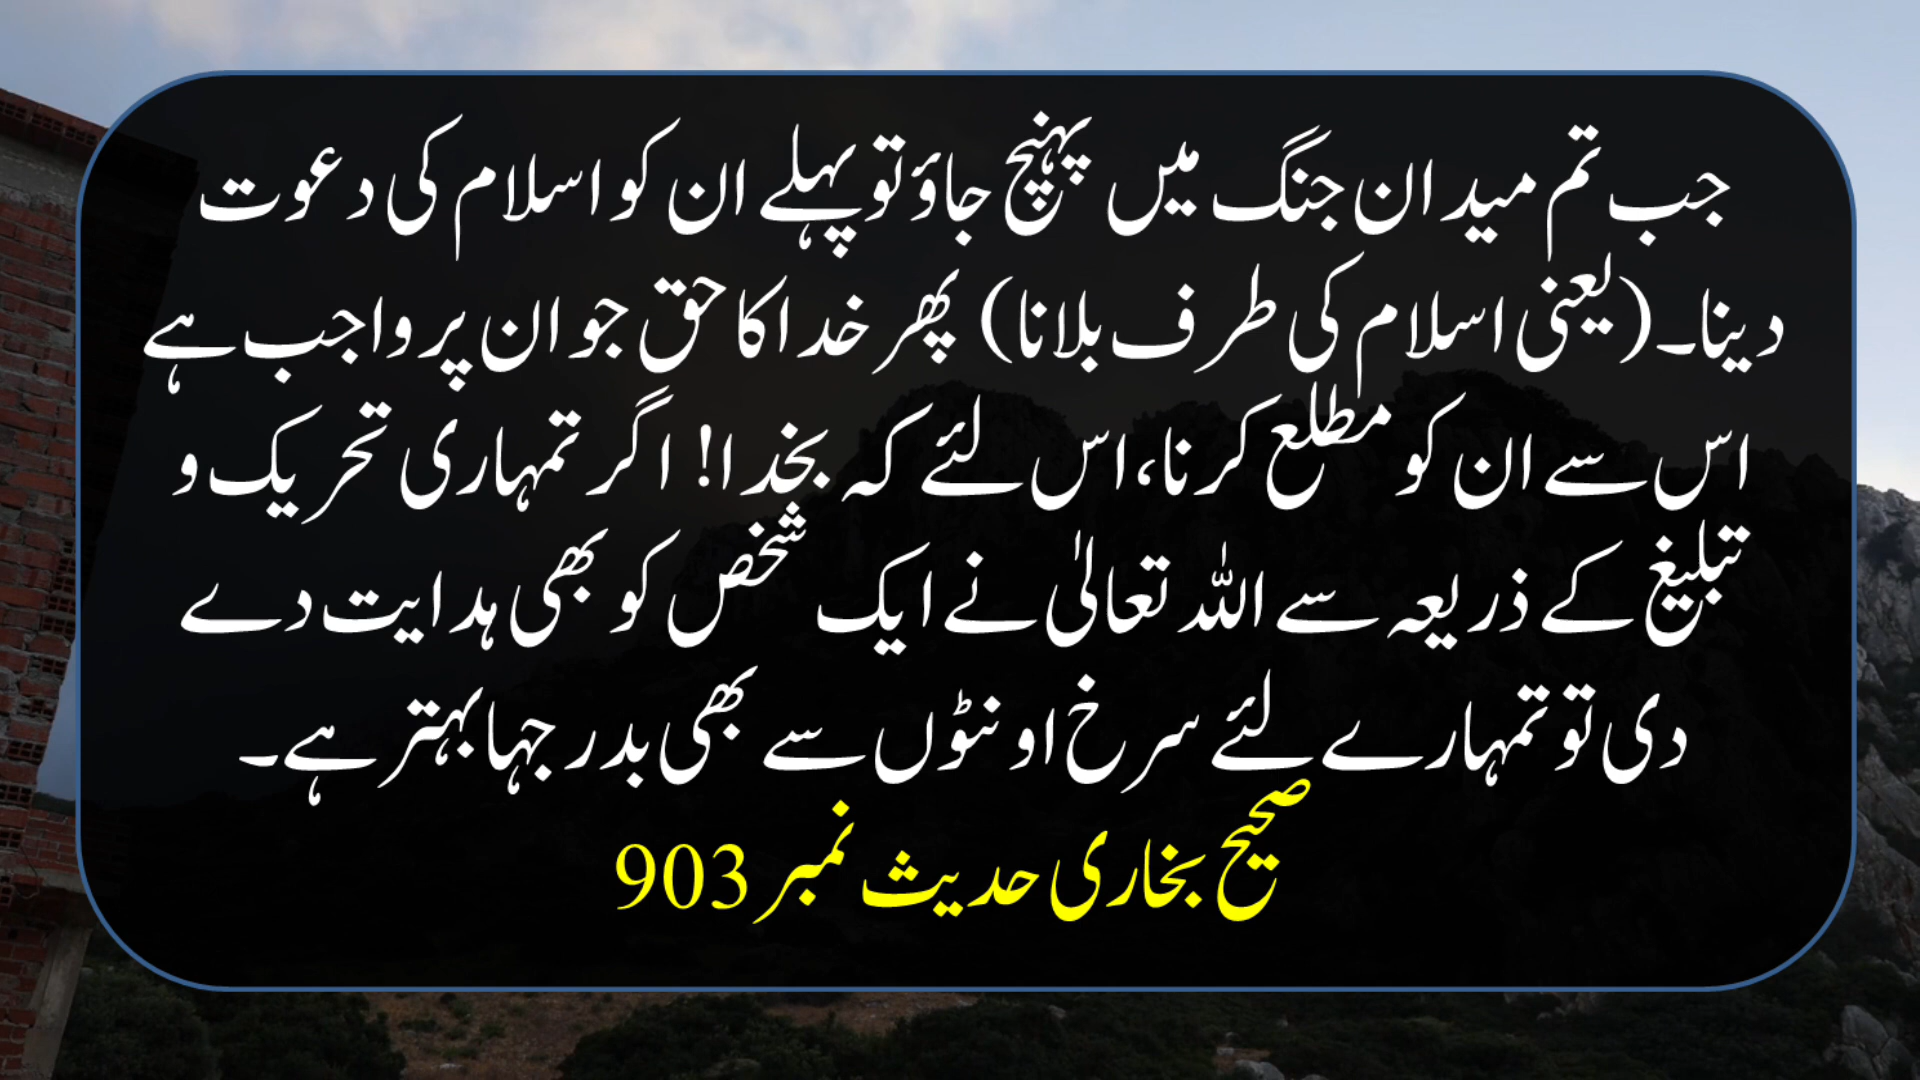 جب تم میدان جنگ میں پہنچ جاؤ تو پہلے ان کو اسلام کی دعوت
دینا۔ (یعنی اسلام کی طرف بلانا) پھر خدا کا حق جو ان پر واجب ہے
اس سے ان کو مطلع کرنا، اس لئے کہ بخدا! اگر تمہاری تحریک و
تبلیغ کے ذریعہ سے اللہ تعالیٰ نے ایک شخص کو بھی ہدایت دے
دی تو تمہارے لئے سرخ اونٹوں سے بھی بدر جہا بہتر ہے۔
صحیح بخاری حدیث نمبر 903